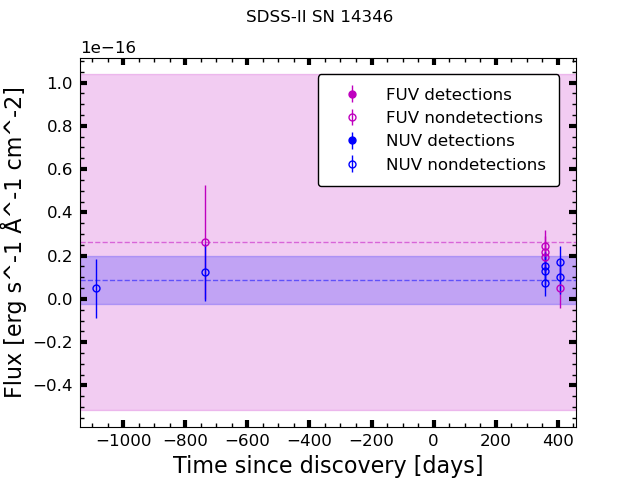 SDSS-II SN 14346
1e−16
1.0
0.8
0.6
0.4
0.2
0.0
−0.2
−0.4
Flux [erg s^-1 Å^-1 cm^-2]
FUV detections
FUV nondetections
NUV detections
NUV nondetections
−1000 −800 −600 −400 −200 0 200 400
Time since discovery [days]